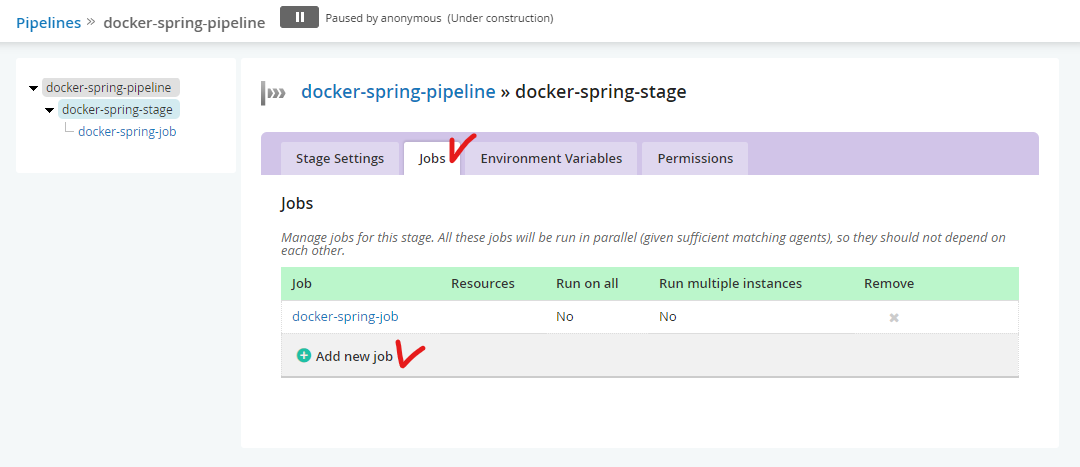 Pipelines » docker-spring-pipeline Paused by anonymous (Under construction)
docker-spring-pipeline
docker-spring-stage
docker-spring-job
docker-spring-pipeline » docker-spring-stage
Stage Settings Jobs Environment Variables Permissions
Jobs
Manage jobs for this stage. All these jobs will be run in parallel (given sufficient matching agents), so they should not depend on
each other.
Job Resources Run on all Run multiple instances Remove
docker-spring-job No No
Add new job